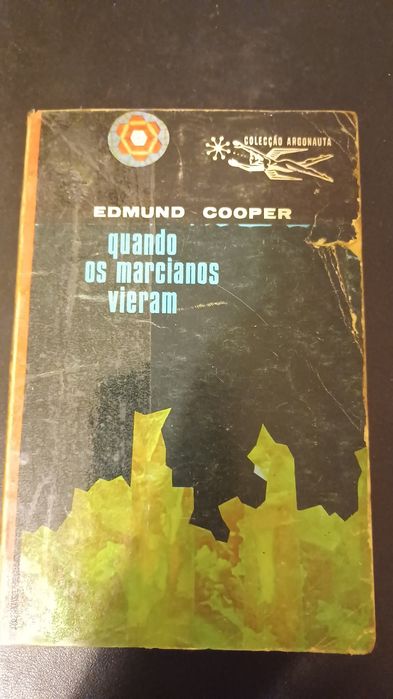 COLECÇÃO ARGONAUTA
EDMUND COOPER
quando
os marcianos
vieram